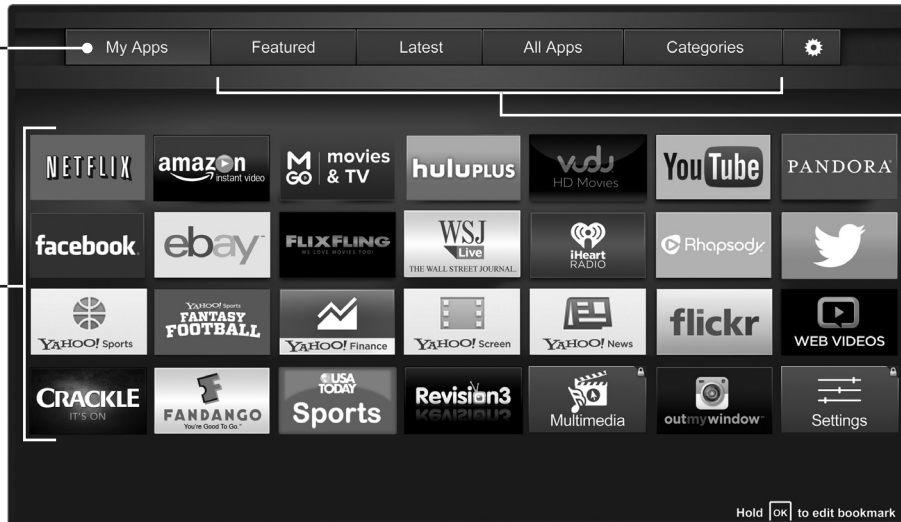 My Apps
Featured
Latest
All Apps
Categories
NETFLIX
amazon
instant video
M GO
movies & TV
huluPLUS
vudu
HD Movies
YouTube
PANDORA
facebook
ebay
FLIXFLING
WE LOVE MOVIES TOO!
WSJ
Live
THE WALL STREET JOURNAL.
iHeart
RADIO
Rhapsody
YAHOO! Sports
YAHOO! Sports
FANTASY
FOOTBALL
YAHOO! Finance
YAHOO! Screen
YAHOO! News
flickr
WEB VIDEOS
CRACKLE
IT'S ON
FANDANGO
You're Good To Go.™
USA
TODAY
Sports
Revision3
Multimedia
outmywindow™
Settings
Hold OK to edit bookmark